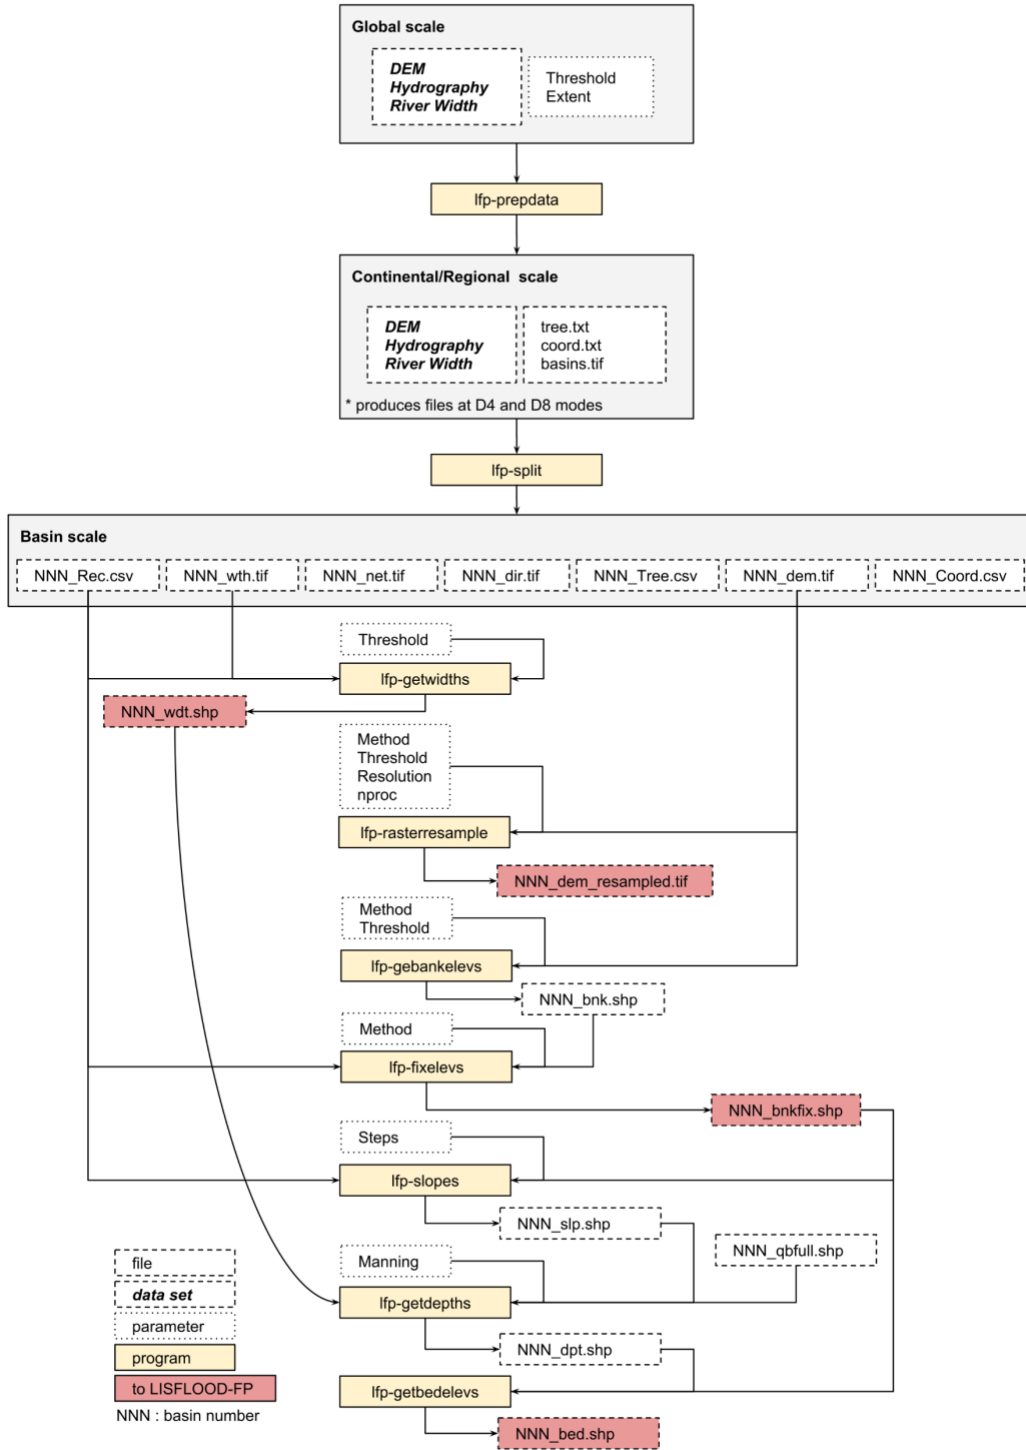 Global scale
DEM
Hydrography
River Width
Threshold
Extent
lfp-prepdata
Continental/Regional scale
DEM
Hydrography
River Width
tree.txt
coord.txt
basins.tif
* produces files at D4 and D8 modes
lfp-split
Basin scale
NNN_Rec.csv
NNN_wth.tif
NNN_net.tif
NNN_dir.tif
NNN_Tree.csv
NNN_dem.tif
NNN_Coord.csv
Threshold
lfp-getwidths
NNN_wdt.shp
Method
Threshold
Resolution
nproc
lfp-rasterresample
NNN_dem_resampled.tif
Method
Threshold
lfp-gebankelevs
NNN_bnk.shp
Method
lfp-fixelevs
NNN_bnkfix.shp
Steps
lfp-slopes
NNN_slp.shp
NNN_qbfull.shp
Manning
lfp-getdepths
NNN_dpt.shp
lfp-getbedelevs
NNN_bed.shp
file
data set
parameter
program
to LISFLOOD-FP
NNN : basin number